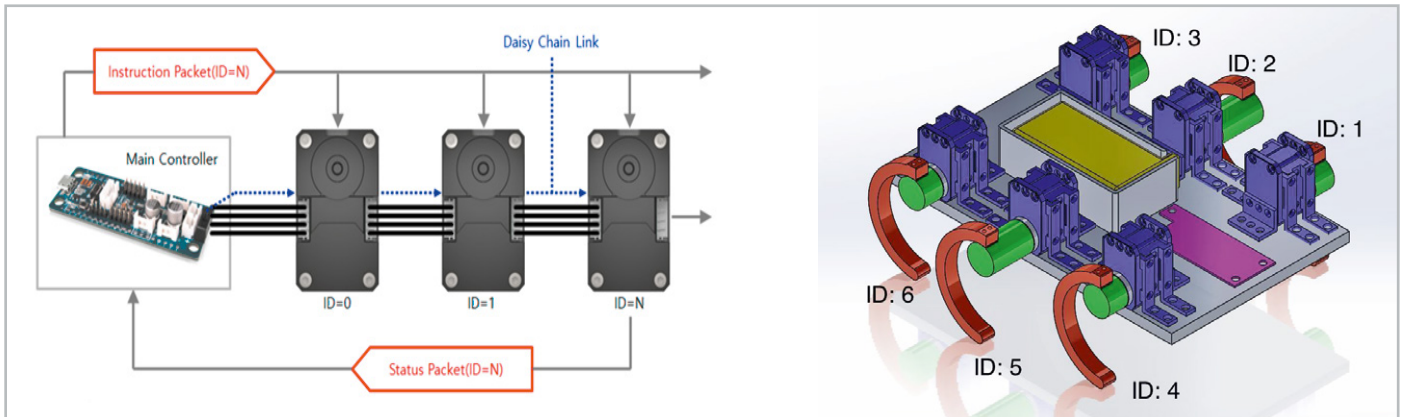 Daisy Chain Link
Instruction Packet(ID=N)
Main Controller
ID=0
ID=1
ID=N
Status Packet(ID=N)
ID: 3
ID: 2
ID: 1
ID: 6
ID: 5
ID: 4